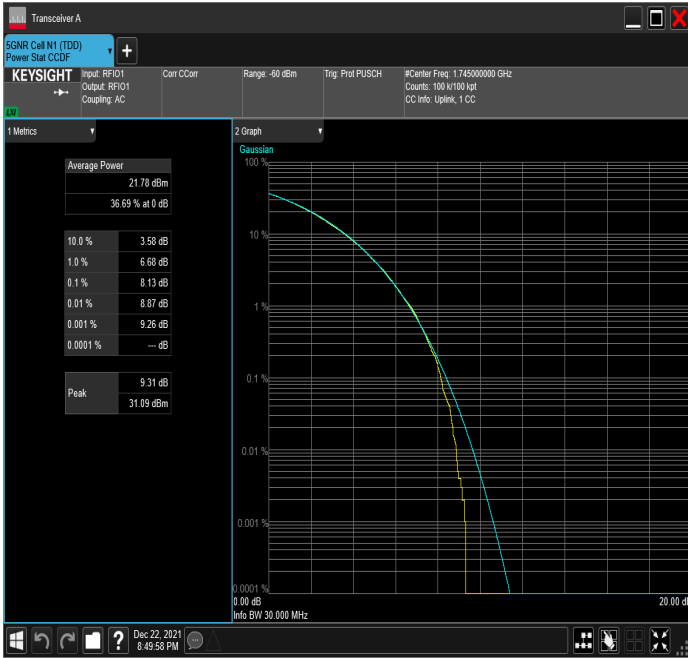 Transceiver A
5GNR Cell N1 (TDD)
Power Stat CCDF
KEYSIGHT
Input: RFIO1
Output: RFIO1
Coupling: AC
Corr CCorr
Range: -60 dBm
Trig: Prot PUSCH
#Center Freq: 1.745000000 GHz
Counts: 100 k/100 kpt
CC Info: Uplink, 1 CC
1 Metrics
Average Power
21.78 dBm
36.69 % at 0 dB
10.0 % 3.58 dB
1.0 % 6.68 dB
0.1 % 8.13 dB
0.01 % 8.87 dB
0.001 % 9.26 dB
0.0001 % --- dB
Peak
9.31 dB
31.09 dBm
2 Graph
Gaussian
100 %
10 %
1 %
0.1 %
0.01 %
0.001 %
0.0001 %
0.00 dB
20.00 dB
Info BW 30.000 MHz
Dec 22, 2021
8:49:58 PM